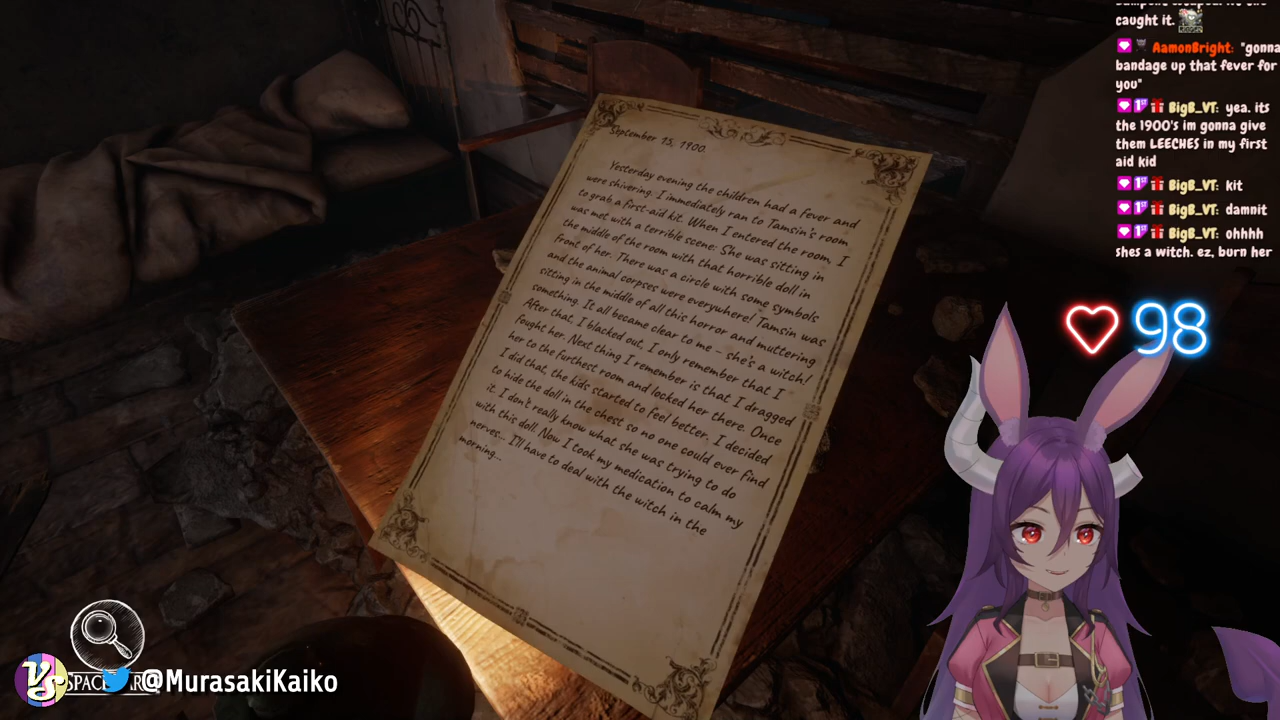 September 15, 1900.
Yesterday evening the children had a fever and
were shivering. I immediately ran to Tamsin's room
to grab a first-aid kit. When I entered the room, I
was met with a terrible scene: She was sitting in
the middle of the room with that horrible doll in
front of her. There was a circle with some symbols
and the animal corpses were everywhere! Tamsin was
sitting in the middle of all this horror and muttering
something. It all became clear to me – she's a witch!
After that, I blacked out. I only remember that I
fought her. Next thing I remember is that I dragged
her to the furthest room and locked her there. Once
I did that, the kids started to feel better. I decided
to hide the doll in the chest so no one could ever find
it. I don't really know what she was trying to do
with this doll. Now I took my medication to calm my
nerves... I'll have to deal with the witch in the
morning...
caught it.
AamonBright: "gonna
bandage up that fever for
you"
BigB_VT: yea. its
the 1900's im gonna give
them LEECHES in my first
aid kid
BigB_VT: kit
BigB_VT: damnit
BigB_VT: ohhhh
shes a witch. ez, burn her
98
@MurasakiKaiko